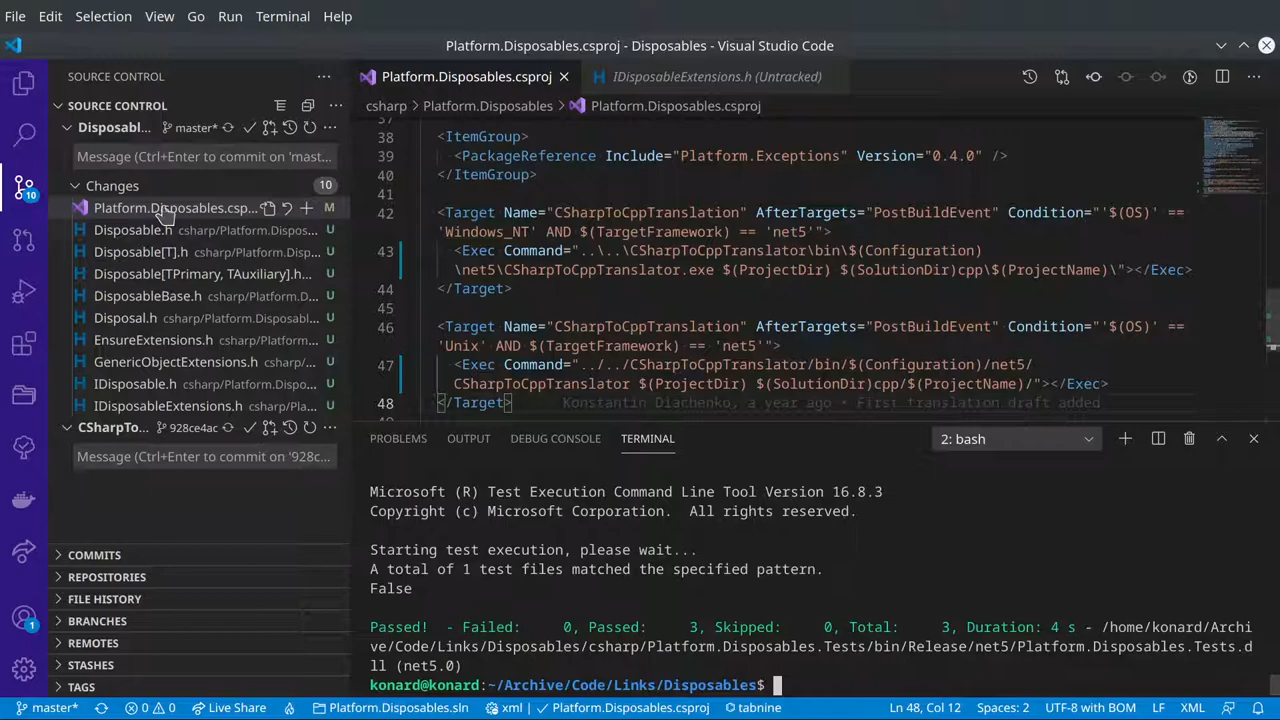 File Edit Selection View Go Run Terminal Help
Platform.Disposables.csproj - Disposables - Visual Studio Code
SOURCE CONTROL
Platform.Disposables.csproj
IDisposableExtensions.h (Untracked)
SOURCE CONTROL
csharp > Platform.Disposables > Platform.Disposables.csproj
Disposabl... master*
Message (Ctrl+Enter to commit on 'mast...
Changes 10
Platform.Disposables.csp... M
Disposable.h csharp/Platform.Dispos... U
Disposable[T].h csharp/Platform.Disp... U
Disposable[TPrimary, TAuxiliary].h... U
DisposableBase.h csharp/Platform.D... U
Disposal.h csharp/Platform.Disposabl... U
EnsureExtensions.h csharp/Platform... U
GenericObjectExtensions.h csharp/... U
IDisposable.h csharp/Platform.Dispo... U
IDisposableExtensions.h csharp/Pla... U
CSharpTo... 928ce4ac
Message (Ctrl+Enter to commit on '928c...
COMMITS
REPOSITORIES
FILE HISTORY
BRANCHES
REMOTES
STASHES
TAGS
10
1
37
38 <ItemGroup>
39 <PackageReference Include="Platform.Exceptions" Version="0.4.0" />
40 </ItemGroup>
41
42 <Target Name="CSharpToCppTranslation" AfterTargets="PostBuildEvent" Condition="'$(OS)' ==
'Windows_NT' AND $(TargetFramework) == 'net5'">
43 <Exec Command="..\..\CSharpToCppTranslator\bin\$(Configuration)
\net5\CSharpToCppTranslator.exe $(ProjectDir) $(SolutionDir)cpp\$(ProjectName)\"></Exec>
44 </Target>
45
46 <Target Name="CSharpToCppTranslation" AfterTargets="PostBuildEvent" Condition="'$(OS)' ==
'Unix' AND $(TargetFramework) == 'net5'">
47 <Exec Command="../../CSharpToCppTranslator/bin/$(Configuration)/net5/
CSharpToCppTranslator $(ProjectDir) $(SolutionDir)cpp/$(ProjectName)/"></Exec>
48 </Target> Konstantin Diachenko, a year ago • First translation draft added
PROBLEMS OUTPUT DEBUG CONSOLE TERMINAL 2: bash
Microsoft (R) Test Execution Command Line Tool Version 16.8.3
Copyright (c) Microsoft Corporation. All rights reserved.
Starting test execution, please wait...
A total of 1 test files matched the specified pattern.
False
Passed! - Failed: 0, Passed: 3, Skipped: 0, Total: 3, Duration: 4 s - /home/konard/Archi
ve/Code/Links/Disposables/csharp/Platform.Disposables.Tests/bin/Release/net5/Platform.Disposables.Tests.d
ll (net5.0)
konard@konard:~/Archive/Code/Links/Disposables$
master* 0 0 Live Share Platform.Disposables.sln xml Platform.Disposables.csproj tabnine Ln 48, Col 12 Spaces: 2 UTF-8 with BOM LF XML